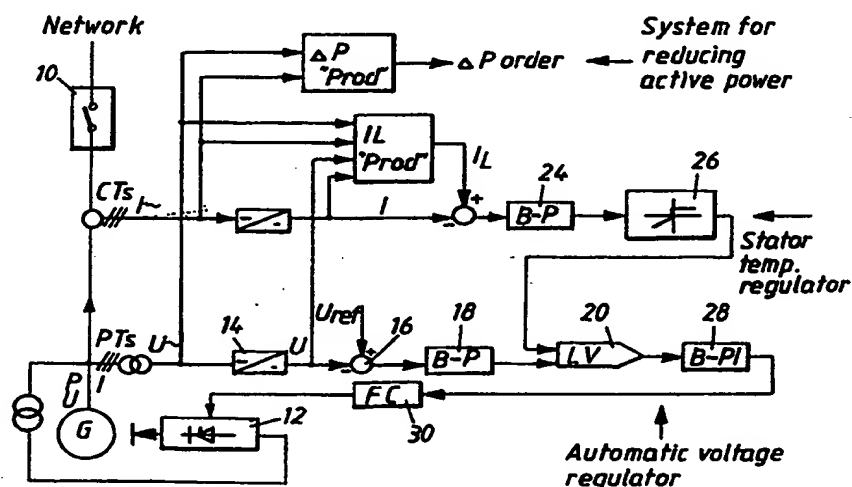 Network
System for
reducing
active power
ΔP
"Prod"
ΔP order
10
IL
"Prod"
IL
24
26
CTs
I~
I
+
-
B-P
Stator
temp.
regulator
Uref
PTs
U~
14
U
16
+
-
18
B-P
20
LV
28
B-PI
P
U
I
F.C.
30
G
12
Automatic voltage
regulator